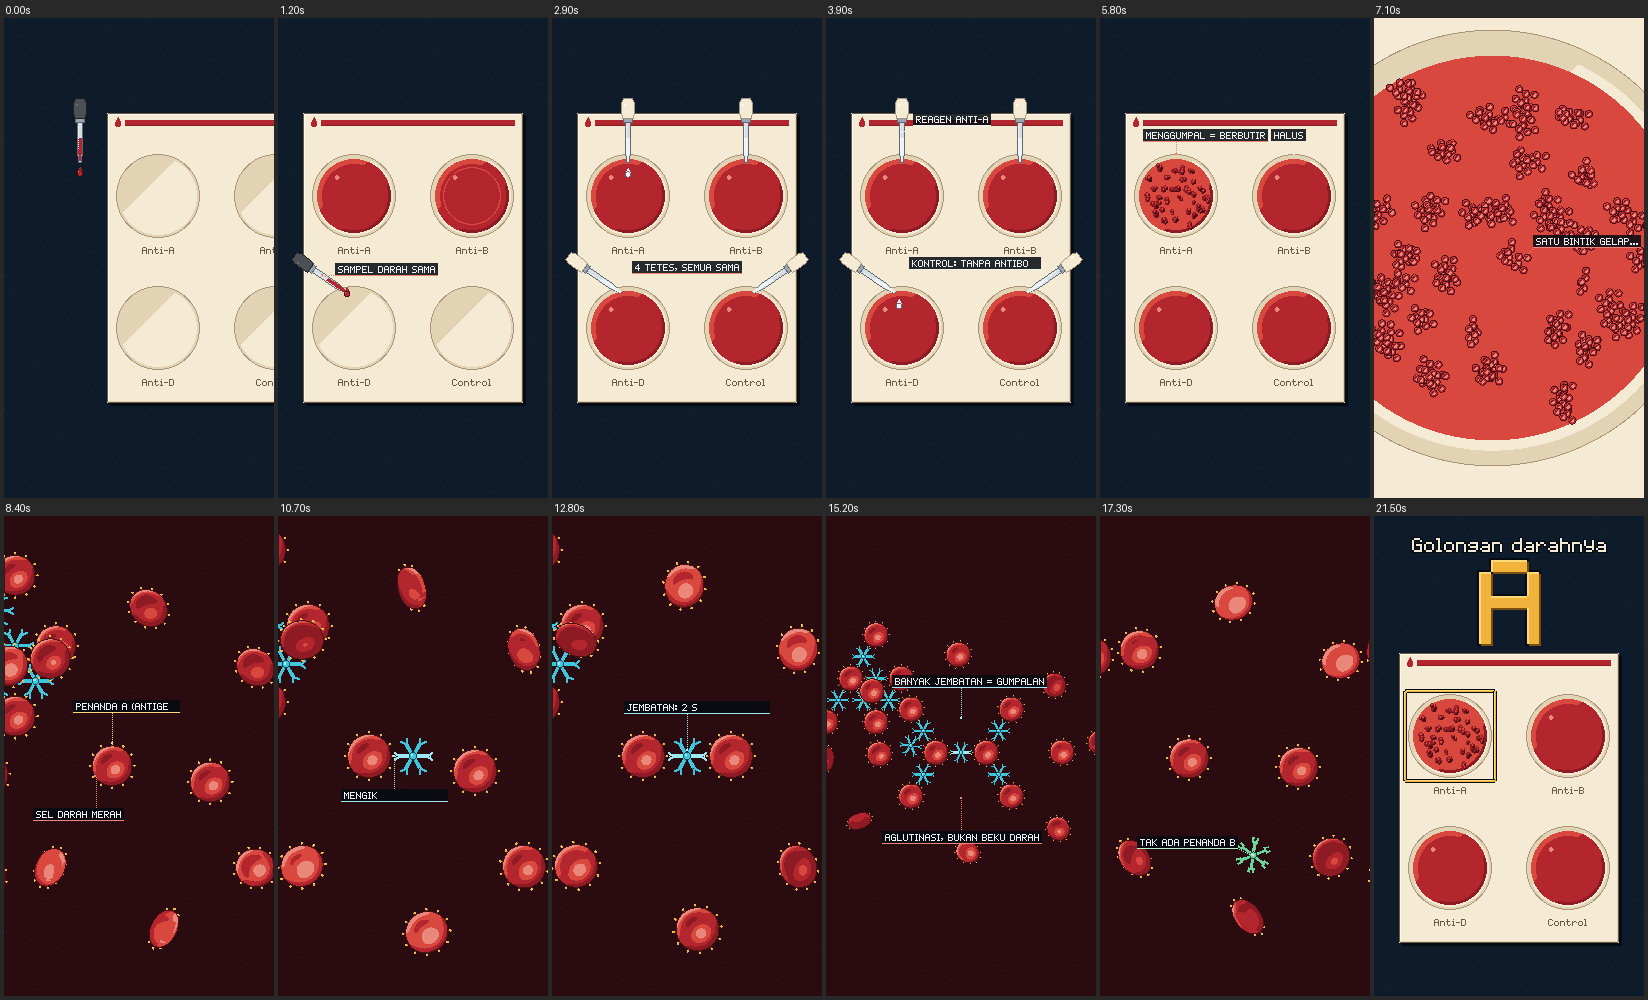 0.00s
1.20s
2.90s
3.90s
5.80s
7.10s
Anti-A
Ant
Anti-D
Con
Anti-A
Anti-B
SAMPEL DARAH SAMA
Anti-D
Control
Anti-A
Anti-B
4 TETES, SEMUA SAMA
Anti-D
Control
REAGEN ANTI-A
Anti-A
Anti-B
KONTROL: TANPA ANTIBO
Anti-D
Control
MENGGUMPAL = BERBUTIR HALUS
Anti-A
Anti-B
Anti-D
Control
SATU BINTIK GELAP...
8.40s
10.70s
12.80s
15.20s
17.30s
21.50s
PENANDA A (ANTIGE
SEL DARAH MERAH
MENGIK
JEMBATAN: 2 S
BANYAK JEMBATAN = GUMPALAN
AGLUTINASI, BUKAN BEKU DARAH
TAK ADA PENANDA B
Golongan darahnya
A
Anti-A
Anti-B
Anti-D
Control